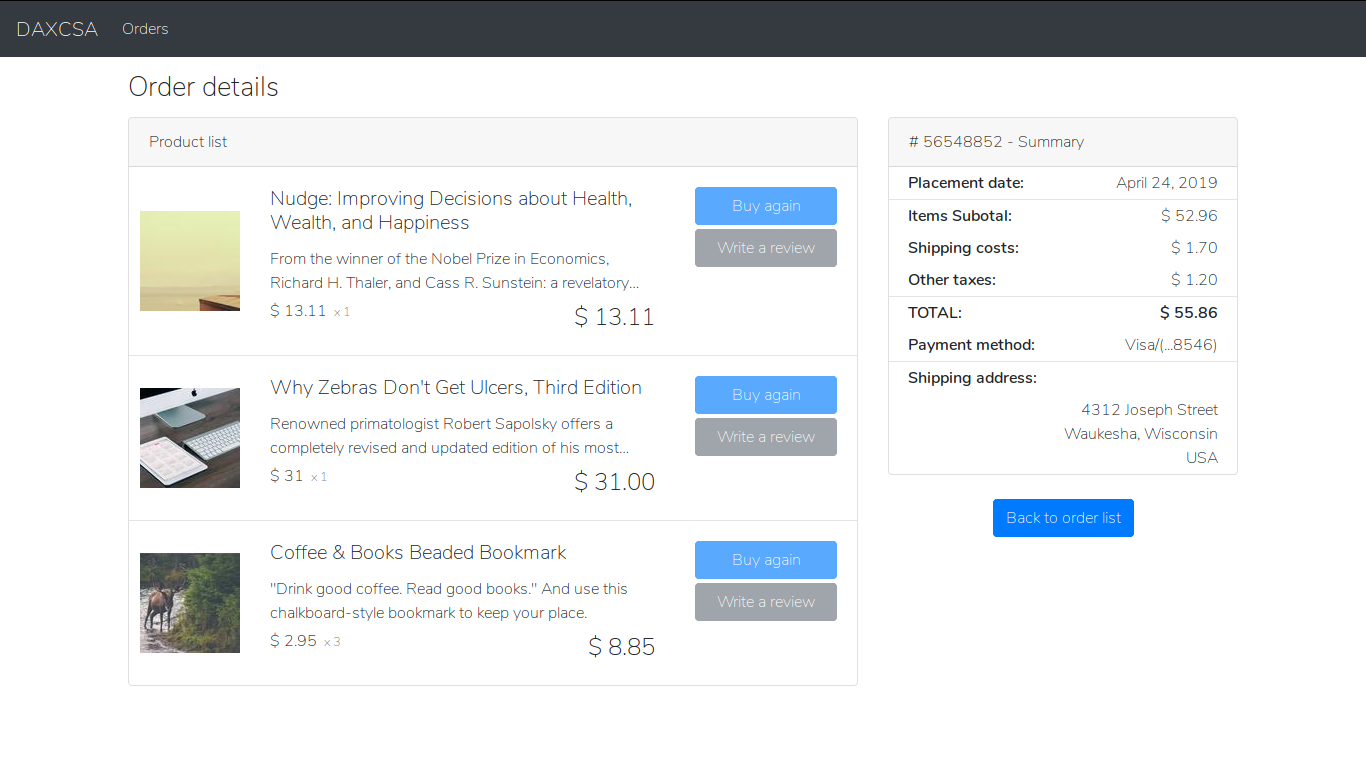 DAXCSA Orders
Order details
Product list
Nudge: Improving Decisions about Health,
Wealth, and Happiness
From the winner of the Nobel Prize in Economics,
Richard H. Thaler, and Cass R. Sunstein: a revelatory...
$ 13.11 x 1
$ 13.11
Buy again
Write a review
Why Zebras Don't Get Ulcers, Third Edition
Renowned primatologist Robert Sapolsky offers a
completely revised and updated edition of his most...
$ 31 x 1
$ 31.00
Buy again
Write a review
Coffee & Books Beaded Bookmark
"Drink good coffee. Read good books." And use this
chalkboard-style bookmark to keep your place.
$ 2.95 x 3
$ 8.85
Buy again
Write a review
# 56548852 - Summary
Placement date: April 24, 2019
Items Subotal: $ 52.96
Shipping costs: $ 1.70
Other taxes: $ 1.20
TOTAL: $ 55.86
Payment method: Visa/(...8546)
Shipping address:
4312 Joseph Street
Waukesha, Wisconsin
USA
Back to order list